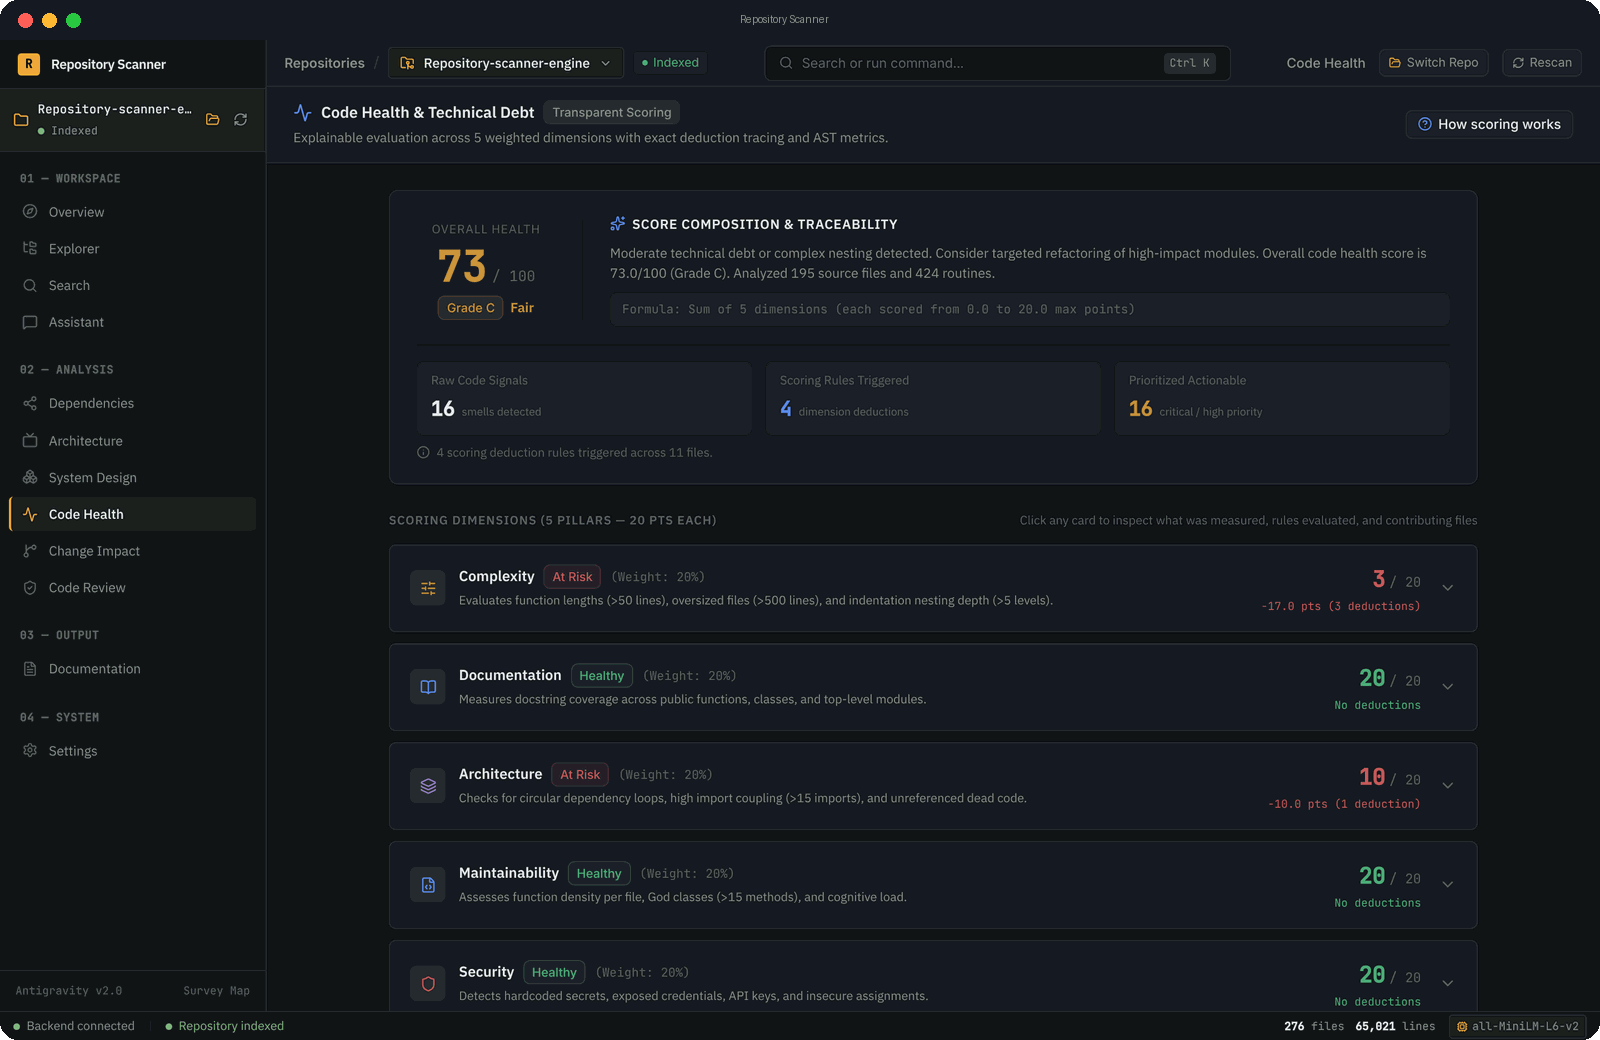 Repository Scanner
R Repository Scanner
Repository-scanner-e...
Indexed
01 — WORKSPACE
Overview
Explorer
Search
Assistant
02 — ANALYSIS
Dependencies
Architecture
System Design
Code Health
Change Impact
Code Review
03 — OUTPUT
Documentation
04 — SYSTEM
Settings
Antigravity v2.0 Survey Map
Repositories / Repository-scanner-engine Indexed Search or run command... Ctrl K Code Health Switch Repo Rescan
Code Health & Technical Debt Transparent Scoring
Explainable evaluation across 5 weighted dimensions with exact deduction tracing and AST metrics.
How scoring works
OVERALL HEALTH
73 / 100
Grade C Fair
SCORE COMPOSITION & TRACEABILITY
Moderate technical debt or complex nesting detected. Consider targeted refactoring of high-impact modules. Overall code health score is
73.0/100 (Grade C). Analyzed 195 source files and 424 routines.
Formula: Sum of 5 dimensions (each scored from 0.0 to 20.0 max points)
Raw Code Signals
16 smells detected
Scoring Rules Triggered
4 dimension deductions
Prioritized Actionable
16 critical / high priority
4 scoring deduction rules triggered across 11 files.
SCORING DIMENSIONS (5 PILLARS — 20 PTS EACH)
Click any card to inspect what was measured, rules evaluated, and contributing files
Complexity At Risk (Weight: 20%)
Evaluates function lengths (>50 lines), oversized files (>500 lines), and indentation nesting depth (>5 levels).
3 / 20
-17.0 pts (3 deductions)
Documentation Healthy (Weight: 20%)
Measures docstring coverage across public functions, classes, and top-level modules.
20 / 20
No deductions
Architecture At Risk (Weight: 20%)
Checks for circular dependency loops, high import coupling (>15 imports), and unreferenced dead code.
10 / 20
-10.0 pts (1 deduction)
Maintainability Healthy (Weight: 20%)
Assesses function density per file, God classes (>15 methods), and cognitive load.
20 / 20
No deductions
Security Healthy (Weight: 20%)
Detects hardcoded secrets, exposed credentials, API keys, and insecure assignments.
20 / 20
No deductions
Backend connected Repository indexed 276 files 65,021 lines all-MiniLM-L6-v2